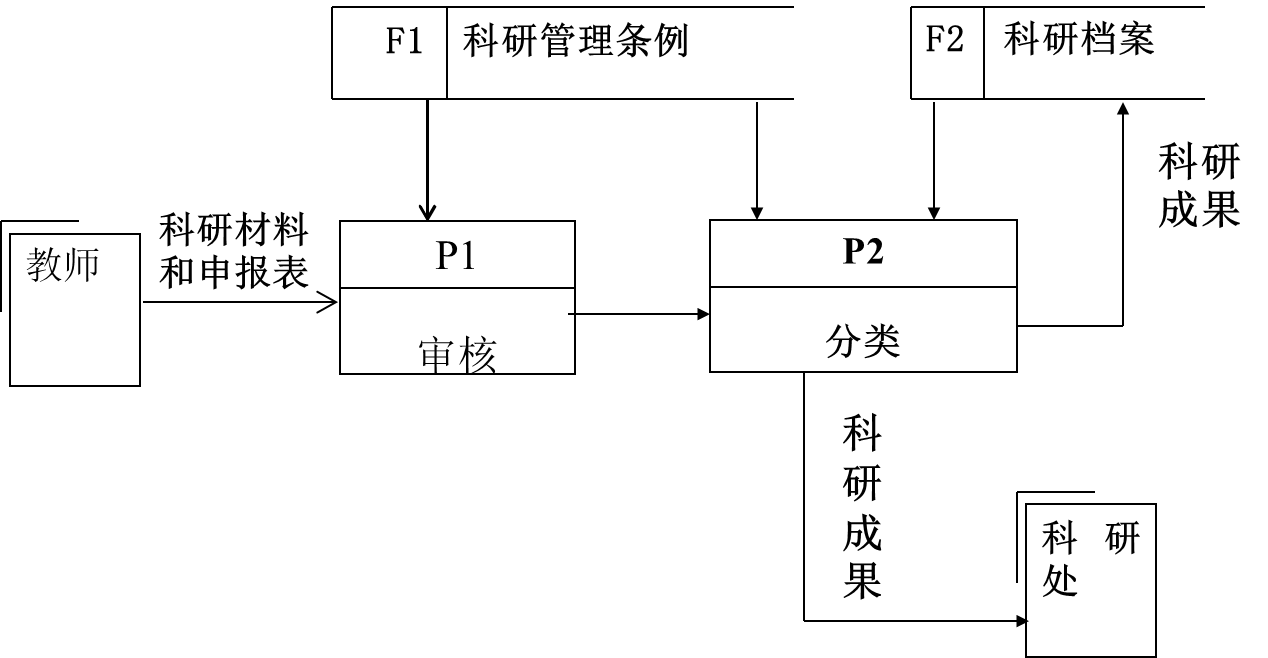 F1 科研管理条例
F2 科研档案
科研
成果
科研材料
和申报表
教师
P1
审核
P2
分类
科
研
成
果
科 研
处